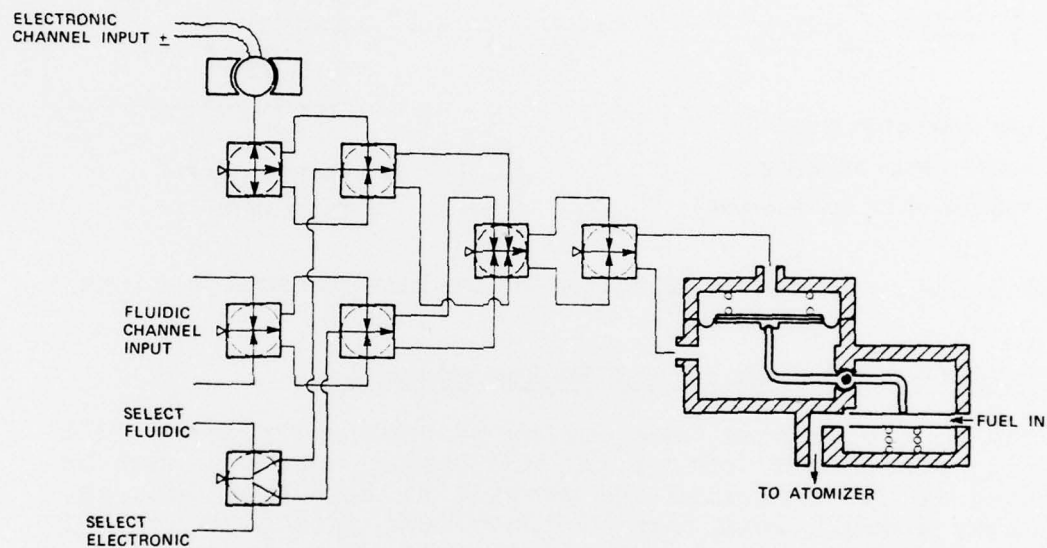 ELECTRONIC
CHANNEL INPUT ±
FLUIDIC
CHANNEL
INPUT
SELECT
FLUIDIC
SELECT
ELECTRONIC
FUEL IN
TO ATOMIZER